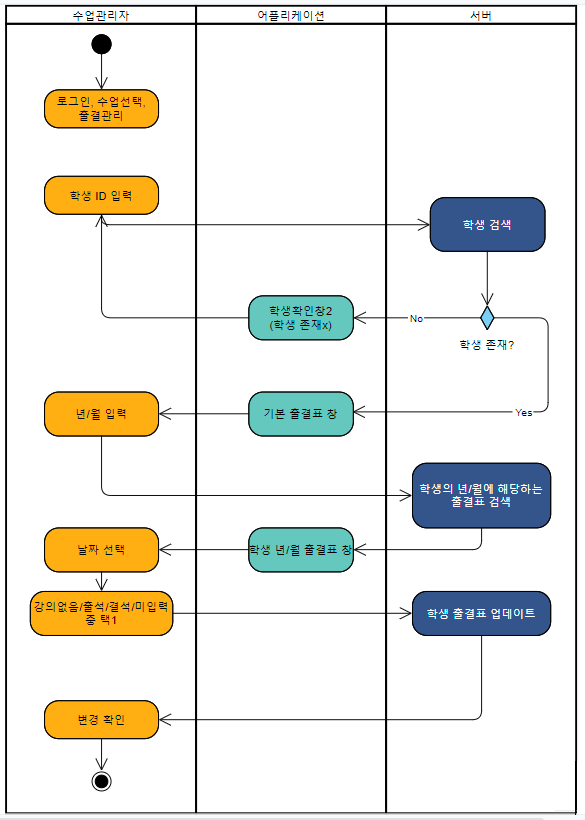 수업관리자
어플리케이션
서버
로그인, 수업선택,
출결관리
학생 ID 입력
학생 검색
학생확인창2
(학생 존재x)
No
학생 존재?
년/월 입력
기본 출결표 창
Yes
학생의 년/월에 해당하는
출결표 검색
날짜 선택
학생 년/월 출결표 창
강의없음/출석/결석/미입력
중 택1
학생 출결표 업데이트
변경 확인